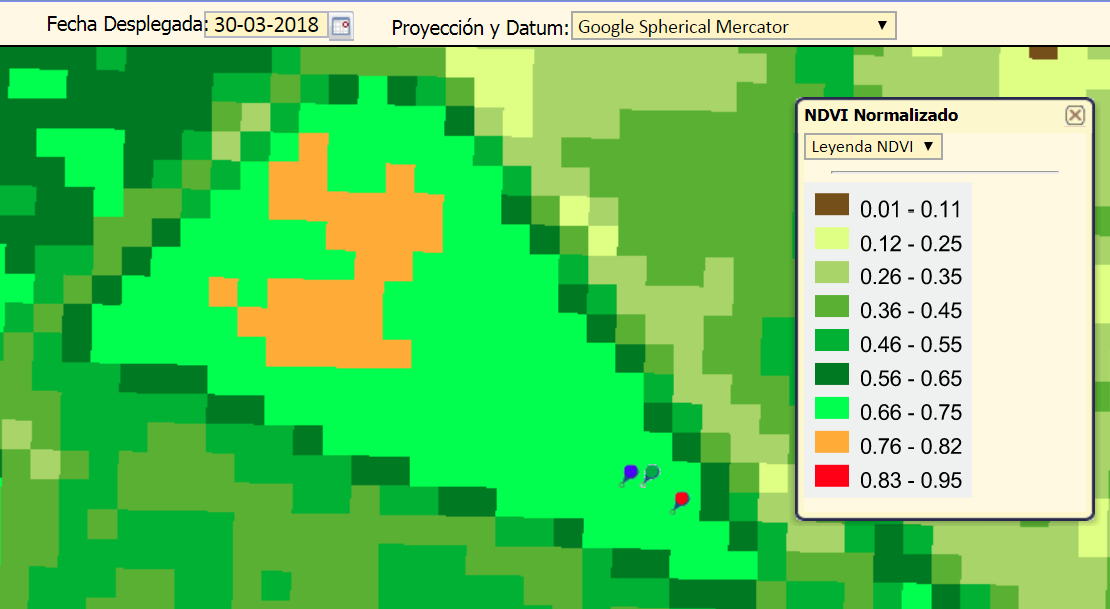 Fecha Desplegada: 30-03-2018 Proyección y Datum: Google Spherical Mercator ▼
NDVI Normalizado
Leyenda NDVI ▼
0.01 - 0.11
0.12 - 0.25
0.26 - 0.35
0.36 - 0.45
0.46 - 0.55
0.56 - 0.65
0.66 - 0.75
0.76 - 0.82
0.83 - 0.95